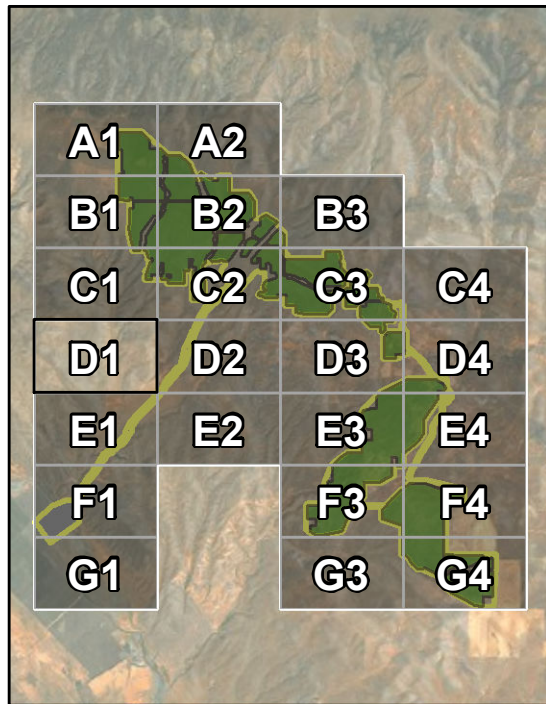 A1 A2
B1 B2 B3
C1 C2 C3 C4
D1 D2 D3 D4
E1 E2 E3 E4
F1 F3 F4
G1 G3 G4